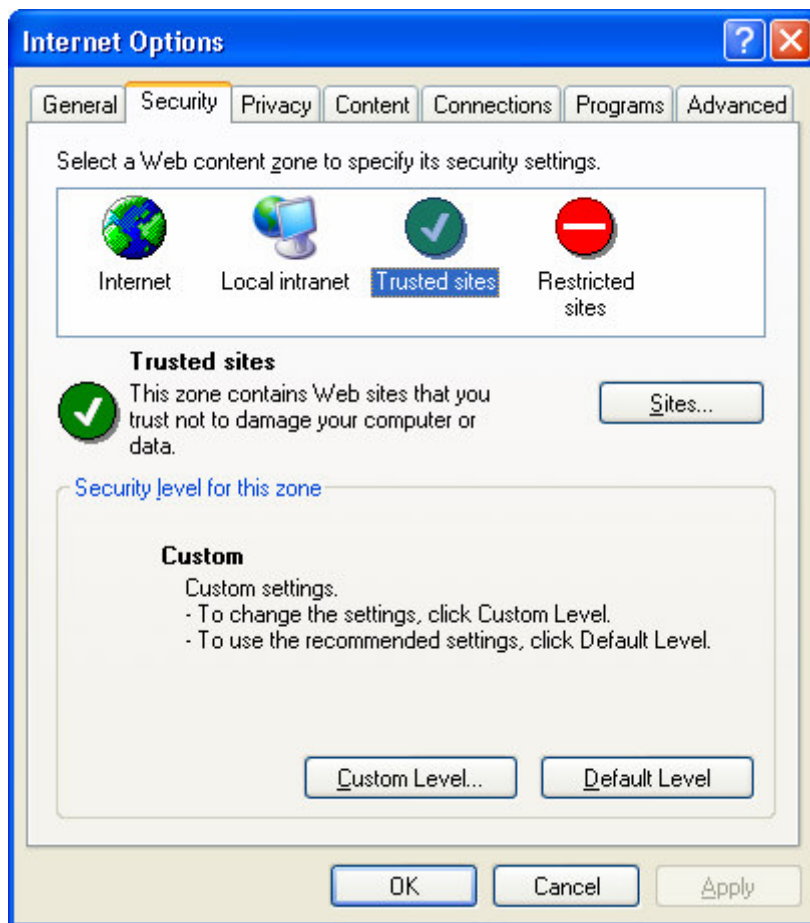 Internet Options
General Security Privacy Content Connections Programs Advanced
Select a Web content zone to specify its security settings.
Internet Local intranet Trusted sites Restricted
sites
Trusted sites
This zone contains Web sites that you
trust not to damage your computer or
data.
Sites...
Security level for this zone
Custom
Custom settings.
- To change the settings, click Custom Level.
- To use the recommended settings, click Default Level.
Custom Level... Default Level
OK Cancel Apply